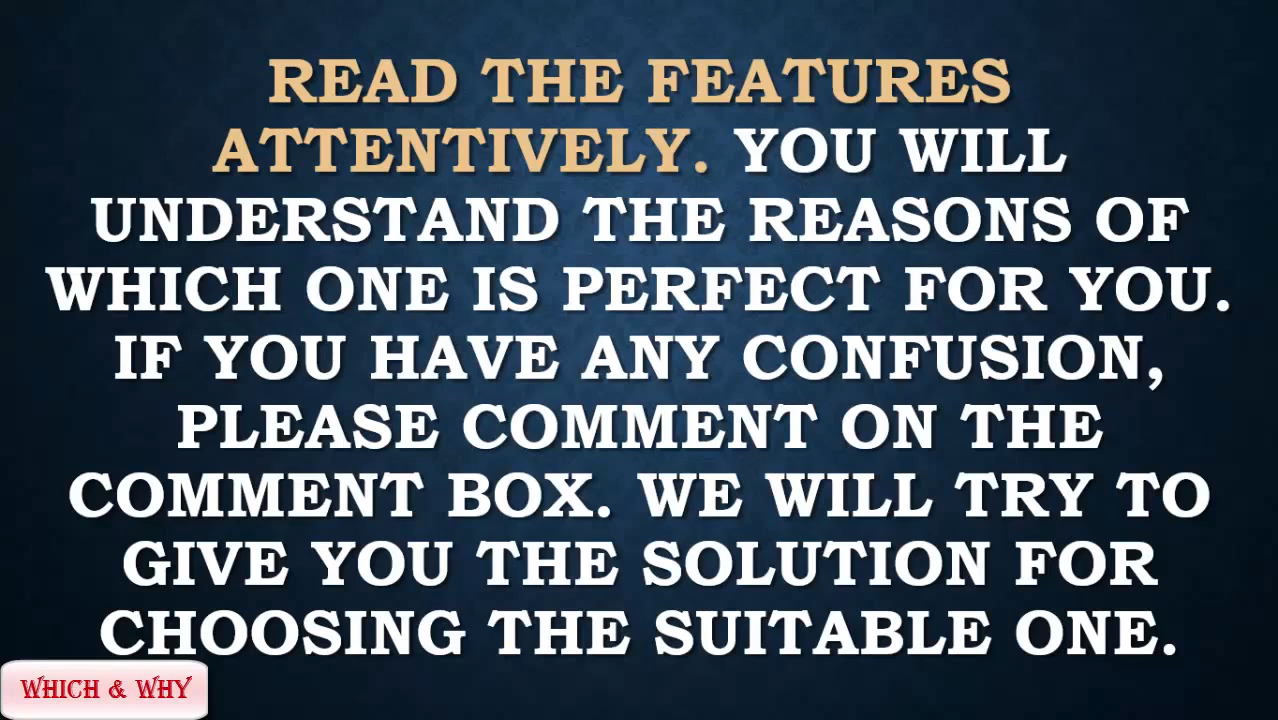 READ THE FEATURES
ATTENTIVELY. YOU WILL
UNDERSTAND THE REASONS OF
WHICH ONE IS PERFECT FOR YOU.
IF YOU HAVE ANY CONFUSION,
PLEASE COMMENT ON THE
COMMENT BOX. WE WILL TRY TO
GIVE YOU THE SOLUTION FOR
CHOOSING THE SUITABLE ONE.
WHICH & WHY